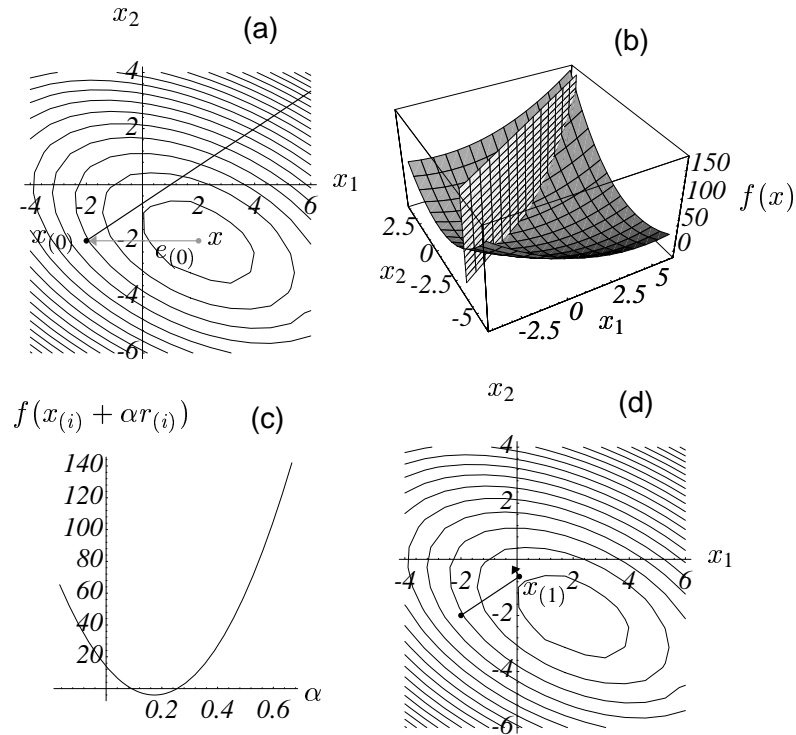 x₂ (a)
4
2
-4 -2 2 4 6 x₁
x₍₀₎ -2 e₍₀₎ x
-4
-6
(b)
150
100
50
0
f(x)
2.5
0
-2.5
-5
x₂
-2.5 0 2.5 5
x₁
f(x₍ᵢ₎ + αr₍ᵢ₎) (c)
140
120
100
80
60
40
20
0.2 0.4 0.6 α
x₂ (d)
4
2
-4 -2 2 4 6 x₁
x₍₁₎
-2
-4
-6